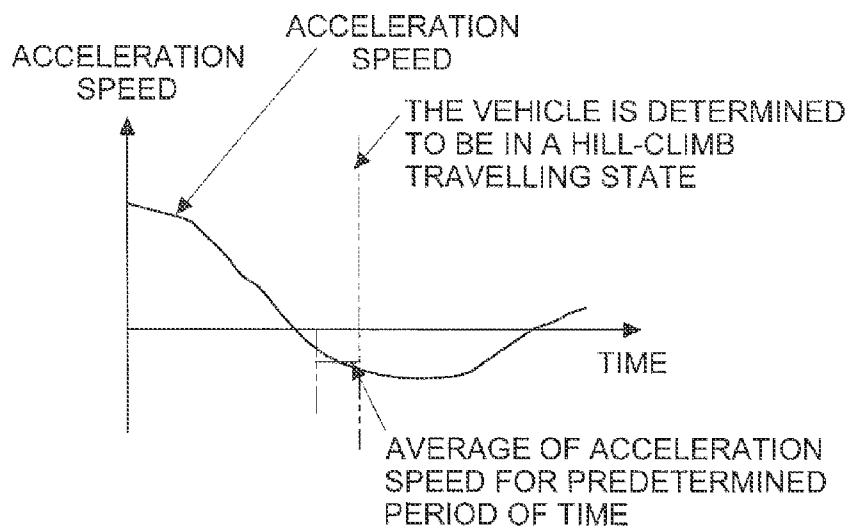 ACCELERATION
SPEED
ACCELERATION
SPEED
THE VEHICLE IS DETERMINED
TO BE IN A HILL-CLIMB
TRAVELLING STATE
TIME
AVERAGE OF ACCELERATION
SPEED FOR PREDETERMINED
PERIOD OF TIME